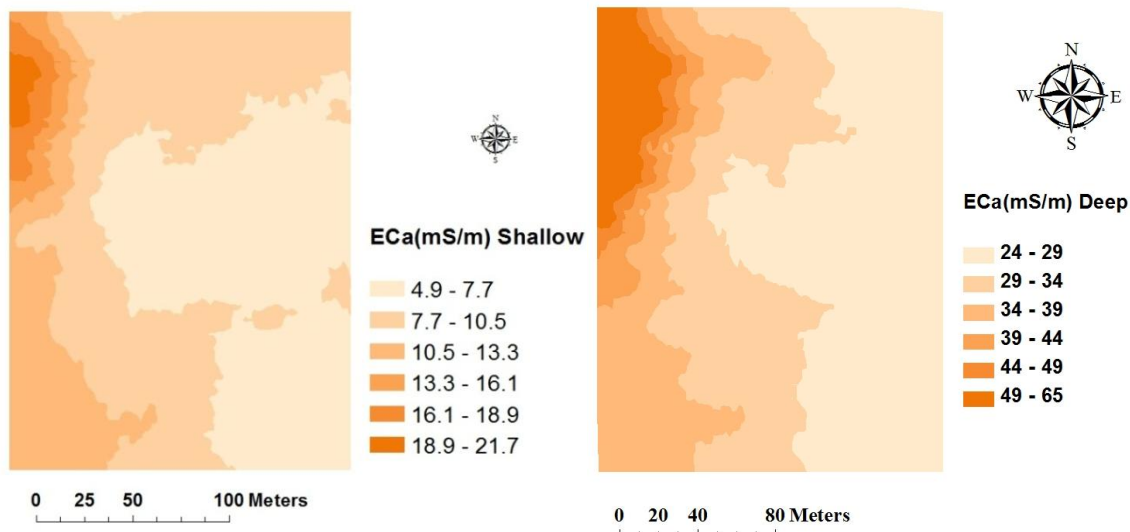 N
W E
S
ECa(mS/m) Shallow
4.9 - 7.7
7.7 - 10.5
10.5 - 13.3
13.3 - 16.1
16.1 - 18.9
18.9 - 21.7
0 25 50 100 Meters
N
W E
S
ECa(mS/m) Deep
24 - 29
29 - 34
34 - 39
39 - 44
44 - 49
49 - 65
0 20 40 80 Meters